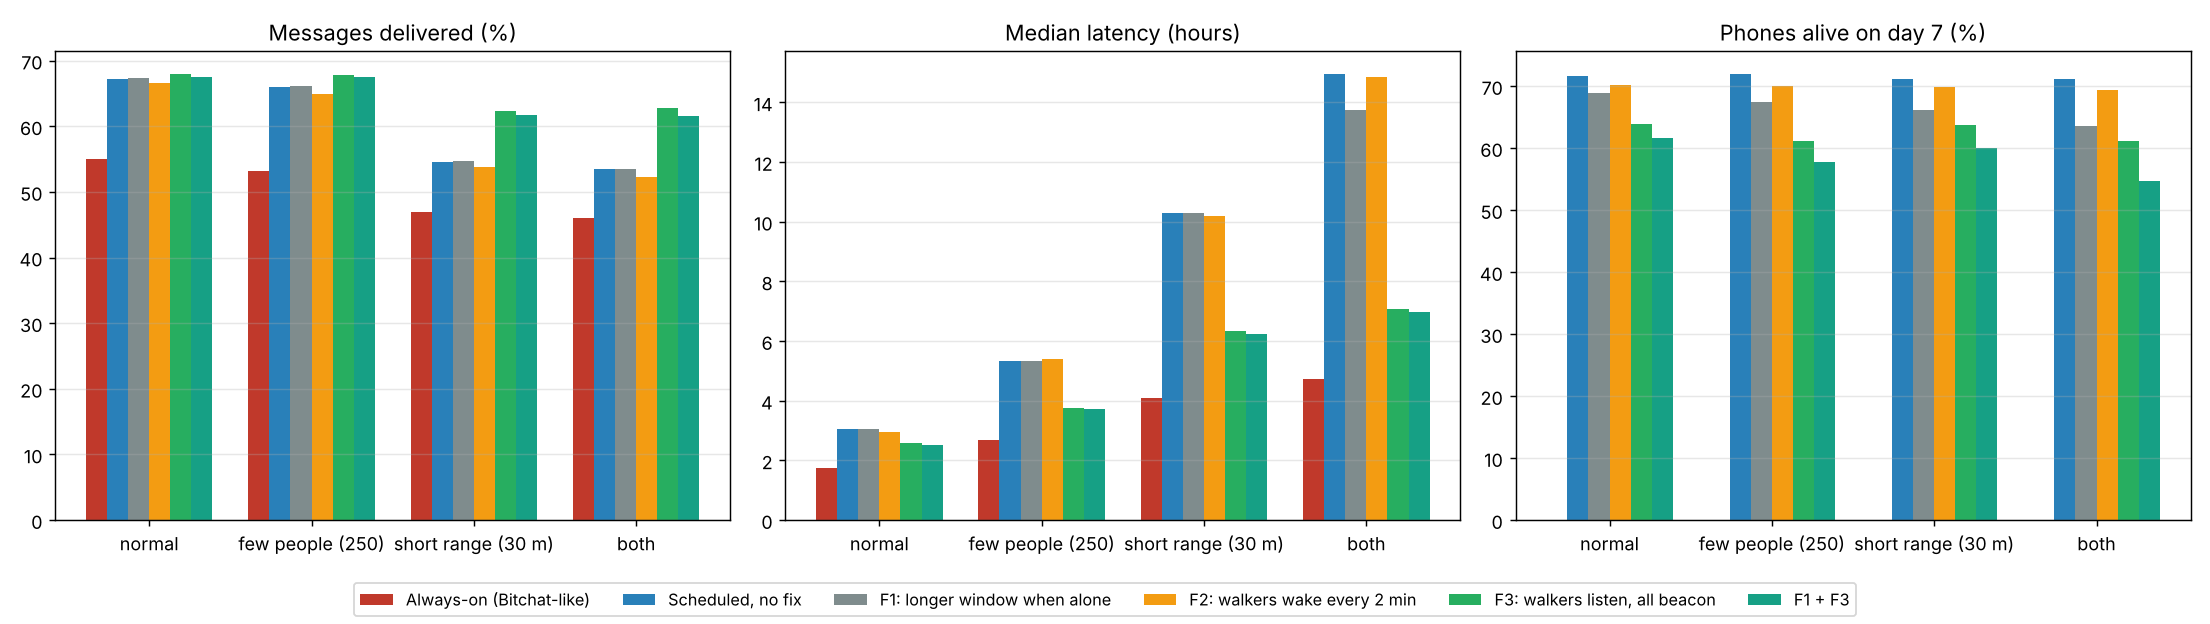 Messages delivered (%)
70
60
50
40
30
20
10
0
normal
few people (250)
short range (30 m)
both
Median latency (hours)
14
12
10
8
6
4
2
0
normal
few people (250)
short range (30 m)
both
Phones alive on day 7 (%)
70
60
50
40
30
20
10
0
normal
few people (250)
short range (30 m)
both
Always-on (Bitchat-like)
Scheduled, no fix
F1: longer window when alone
F2: walkers wake every 2 min
F3: walkers listen, all beacon
F1 + F3